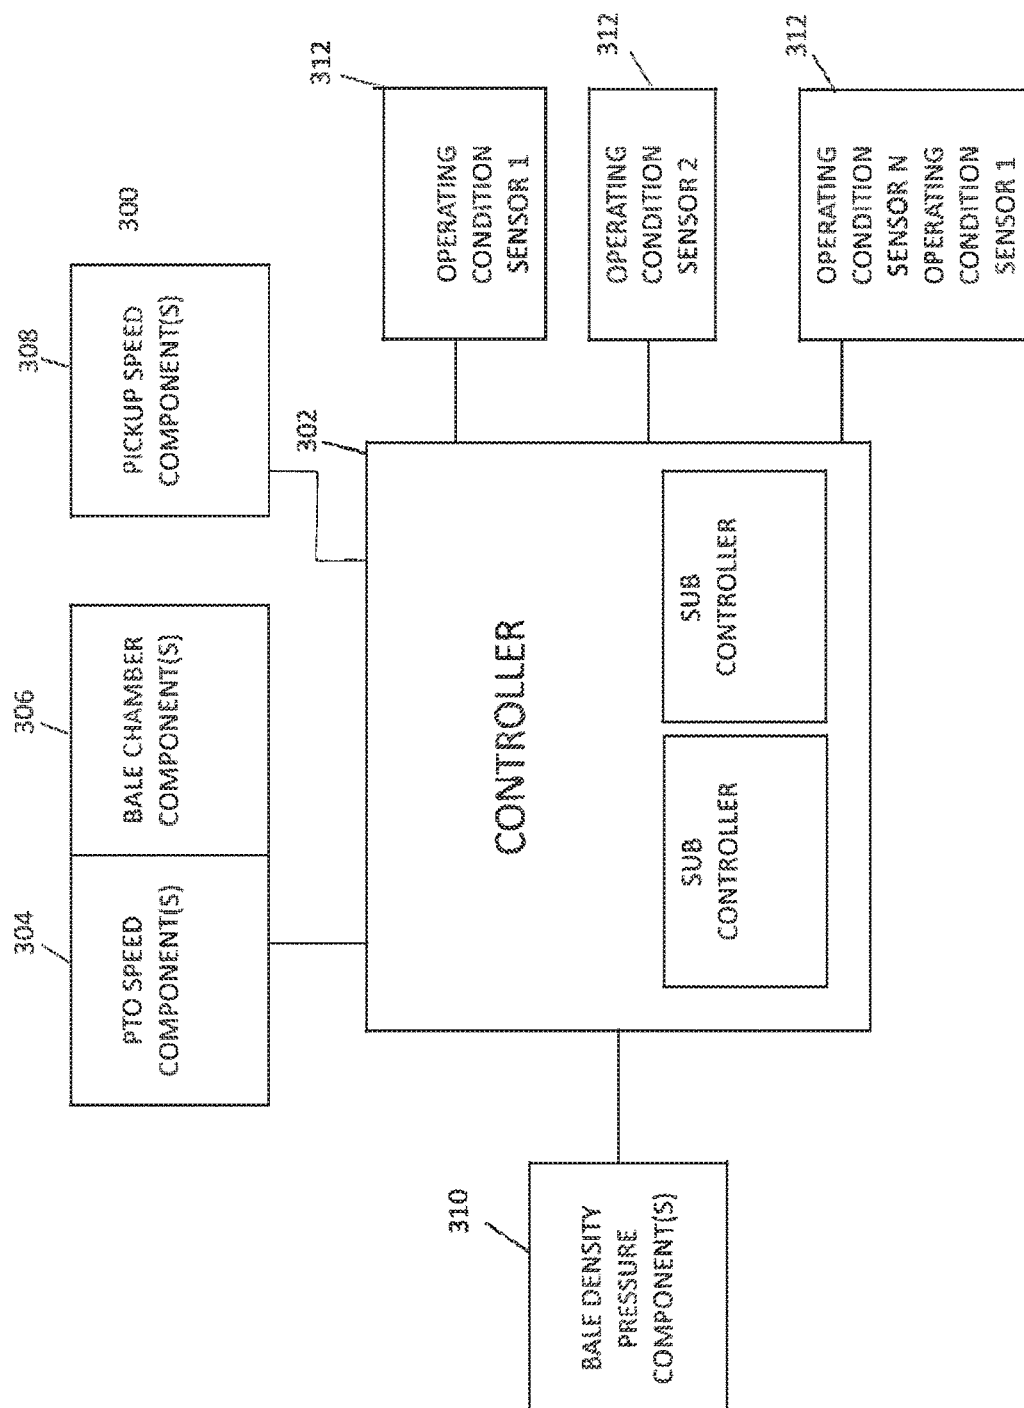 300
304
306
308
PTO SPEED
COMPONENT(S)
BALE CHAMBER
COMPONENT(S)
PICKUP SPEED
COMPONENT(S)
302
310
BALE DENSITY
PRESSURE
COMPONENT(S)
CONTROLLER
SUB
CONTROLLER
SUB
CONTROLLER
312
OPERATING
CONDITION
SENSOR 1
312
OPERATING
CONDITION
SENSOR 2
312
OPERATING
CONDITION
SENSOR N
OPERATING
CONDITION
SENSOR 1